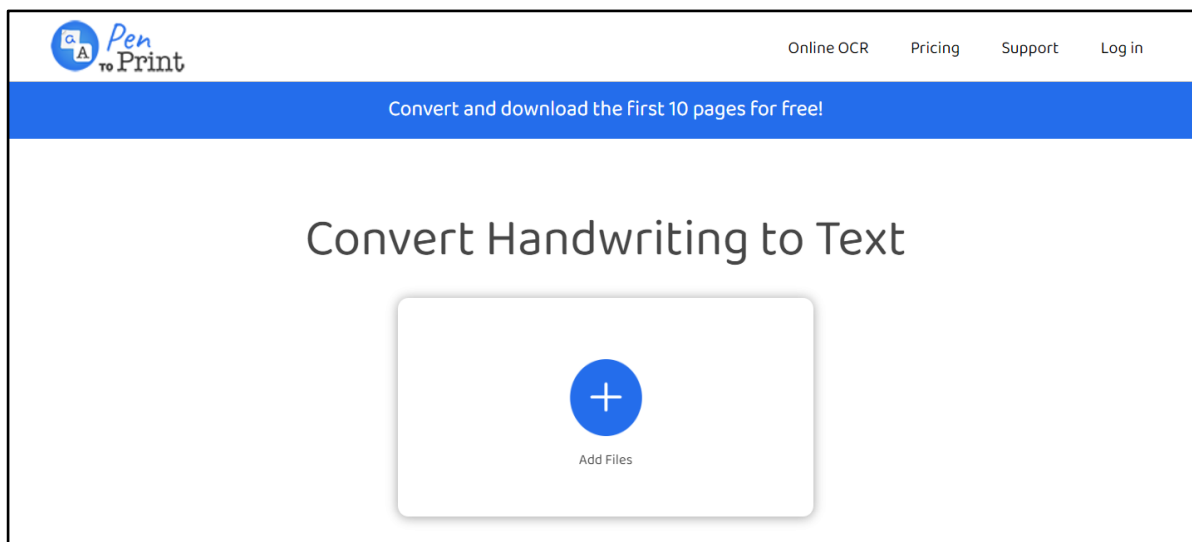 Pen
TO Print
Online OCR Pricing Support Log in
Convert and download the first 10 pages for free!
Convert Handwriting to Text
Add Files